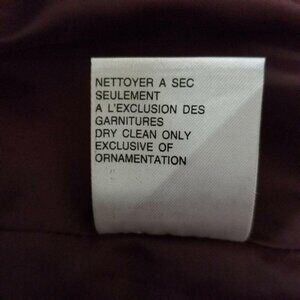 NETTOYER A SEC
SEULEMENT
A L'EXCLUSION DES
GARNITURES
DRY CLEAN ONLY
EXCLUSIVE OF
ORNAMENTATION